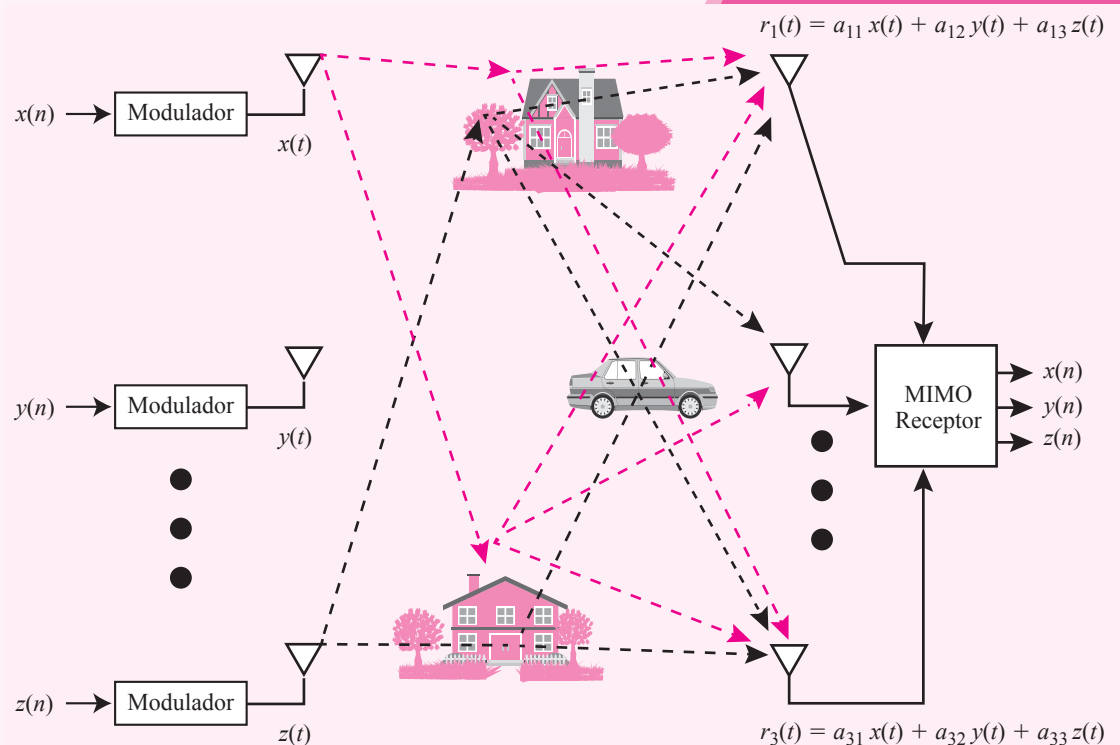 r₁(t) = a₁₁ x(t) + a₁₂ y(t) + a₁₃ z(t)
x(n)
Modulador
x(t)
y(n)
Modulador
y(t)
MIMO
Receptor
x(n)
y(n)
z(n)
z(n)
Modulador
z(t)
r₃(t) = a₃₁ x(t) + a₃₂ y(t) + a₃₃ z(t)